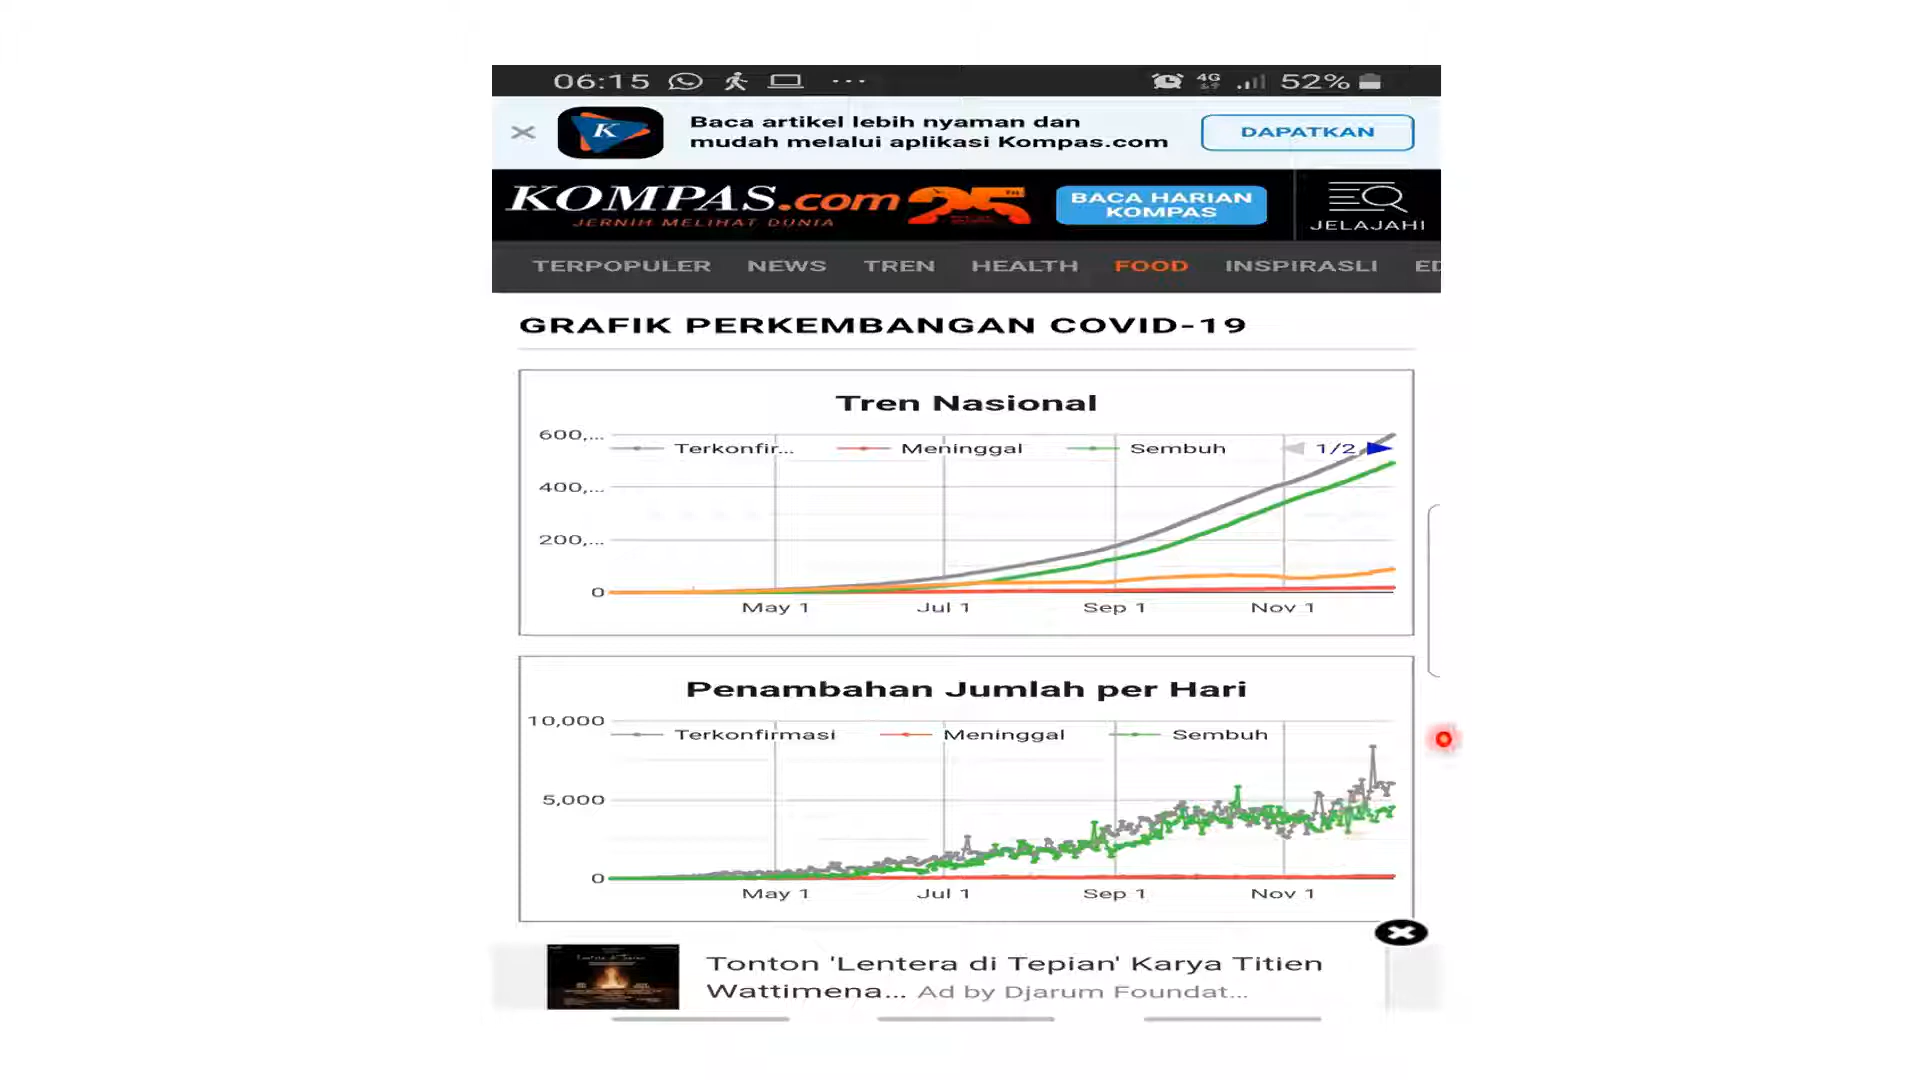 06:15 ... 4G 52%
Baca artikel lebih nyaman dan
mudah melalui aplikasi Kompas.com
DAPATKAN
K
KOMPAS.com 25
JERNIH MELIHAT DUNIA
BACA HARIAN
KOMPAS
JELAJAHI
TERPOPULER NEWS TREN HEALTH FOOD INSPIRASLI ED
GRAFIK PERKEMBANGAN COVID-19
Tren Nasional
600,...
Terkonfir... Meninggal Sembuh 1/2
400,...
200,...
0
May 1 Jul 1 Sep 1 Nov 1
Penambahan Jumlah per Hari
10,000
Terkonfirmasi Meninggal Sembuh
5,000
0
May 1 Jul 1 Sep 1 Nov 1
Tonton 'Lentera di Tepian' Karya Titien
Wattimena... Ad by Djarum Foundat...